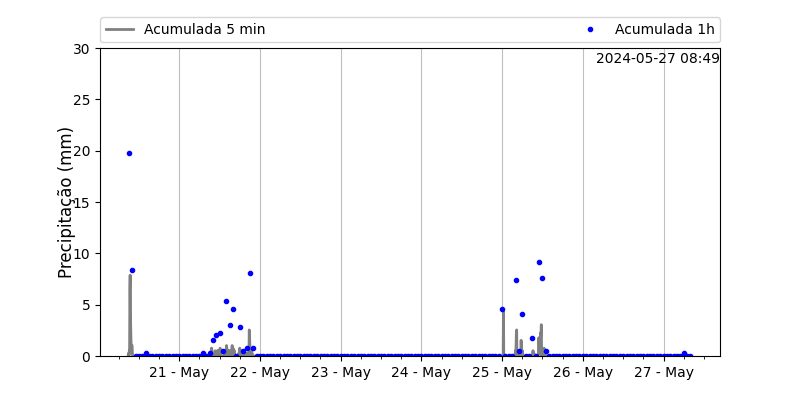 Acumulada 5 min
Acumulada 1h
2024-05-27 08:49
Precipitação (mm)
30
25
20
15
10
5
0
21 - May
22 - May
23 - May
24 - May
25 - May
26 - May
27 - May